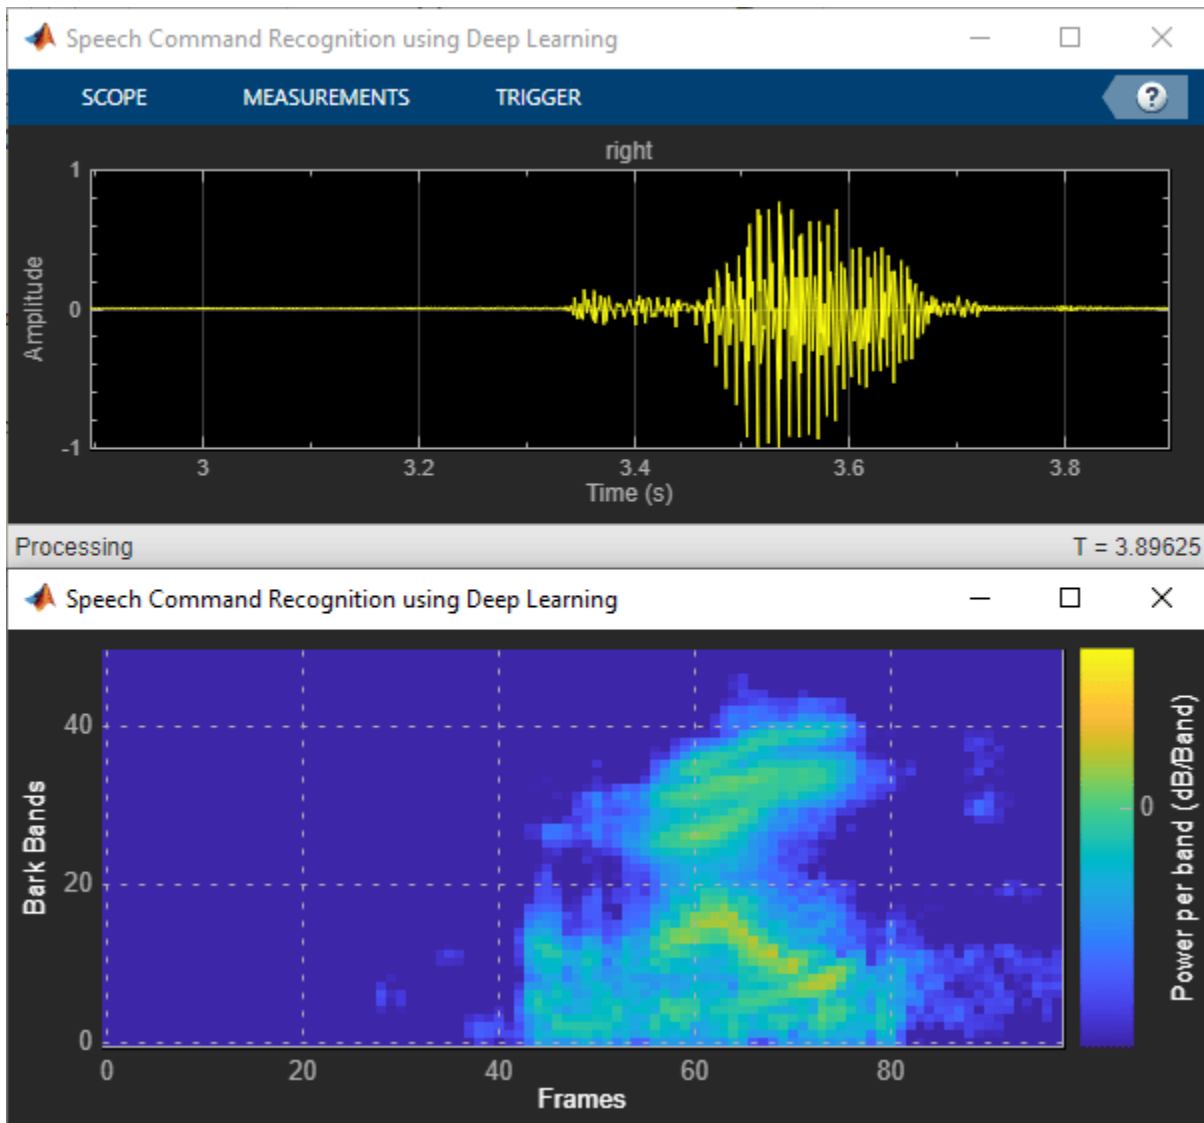 Speech Command Recognition using Deep Learning
SCOPE MEASUREMENTS TRIGGER ?
right
1
0
-1
Amplitude
3 3.2 3.4 3.6 3.8
Time (s)
Processing T = 3.89625
Speech Command Recognition using Deep Learning
40
20
0
Bark Bands
0 20 40 60 80
Frames
0
Power per band (dB/Band)